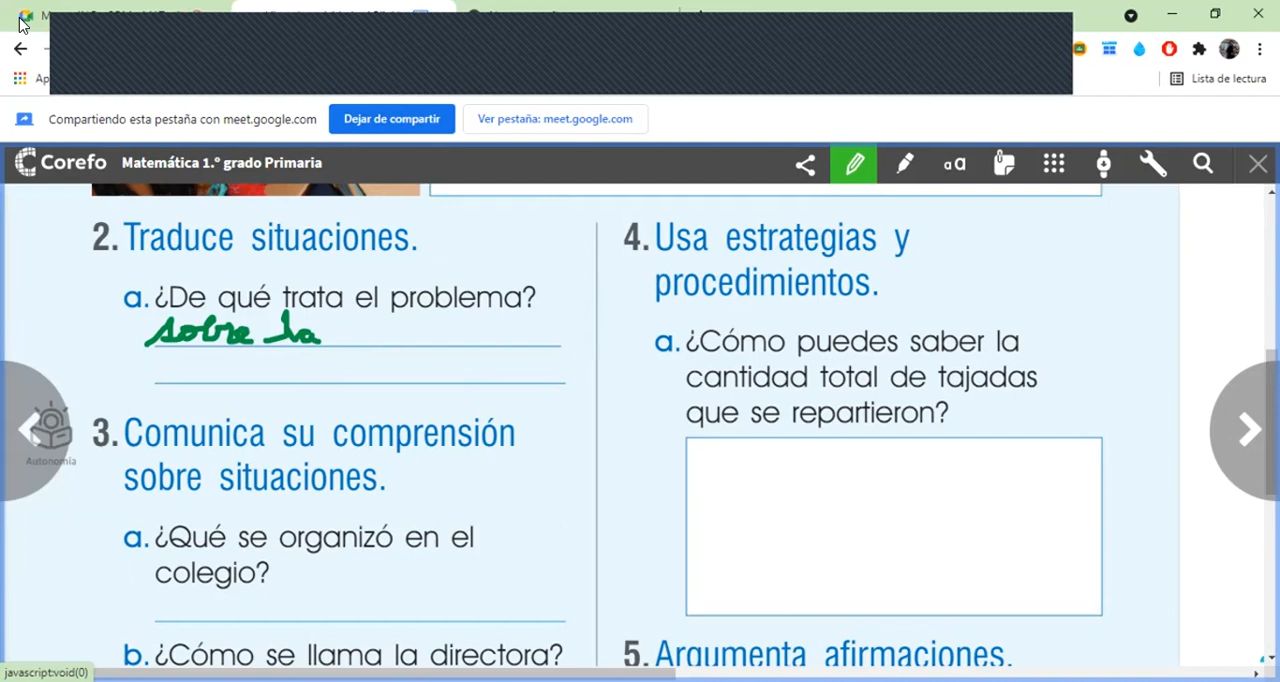 Lista de lectura
Compartiendo esta pestaña con meet.google.com
Dejar de compartir
Ver pestaña: meet.google.com
Corefo
Matemática 1.º grado Primaria
aa
2. Traduce situaciones.
a. ¿De qué trata el problema?
sobre la
3. Comunica su comprensión
sobre situaciones.
a. ¿Qué se organizó en el
colegio?
b. ¿Cómo se llama la directora?
Autonomía
4. Usa estrategias y
procedimientos.
a. ¿Cómo puedes saber la
cantidad total de tajadas
que se repartieron?
5. Argumenta afirmaciones.
javascript:void(0)